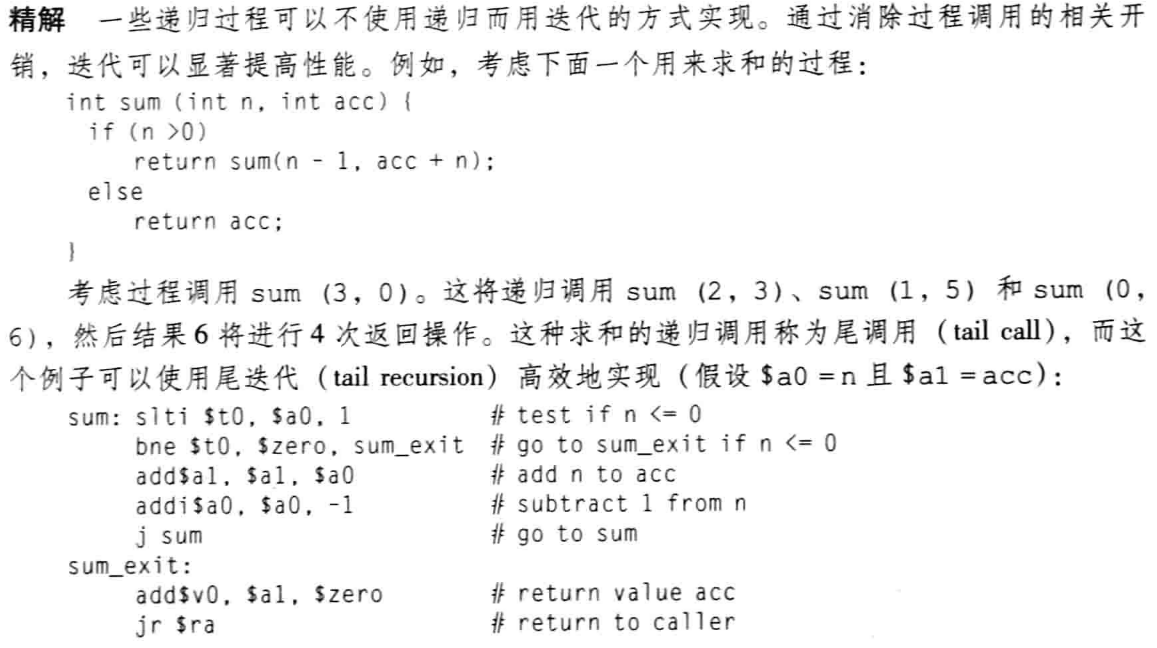 精解　一些递归过程可以不使用递归而用迭代的方式实现。通过消除过程调用的相关开
销，迭代可以显著提高性能。例如，考虑下面一个用来求和的过程：
int sum (int n, int acc) {
if (n >0)
return sum(n - 1, acc + n);
else
return acc;
}
考虑过程调用 sum (3, 0)。这将递归调用 sum (2, 3)、sum (1, 5) 和 sum (0,
6)，然后结果 6 将进行 4 次返回操作。这种求和的递归调用称为尾调用（tail call），而这
个例子可以使用尾迭代（tail recursion）高效地实现（假设 $a0 = n 且 $a1 = acc）：
sum: slti $t0, $a0, 1 # test if n <= 0
bne $t0, $zero, sum_exit # go to sum_exit if n <= 0
add$a1, $a1, $a0 # add n to acc
addi$a0, $a0, -1 # subtract 1 from n
j sum # go to sum
sum_exit:
add$v0, $a1, $zero # return value acc
jr $ra # return to caller